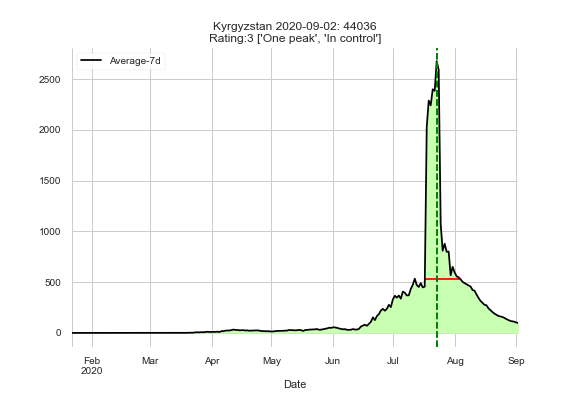 Kyrgyzstan 2020-09-02: 44036
Rating:3 ['One peak', 'In control']
Average-7d
2500
2000
1500
1000
500
0
Feb Mar Apr May Jun Jul Aug Sep
2020
Date